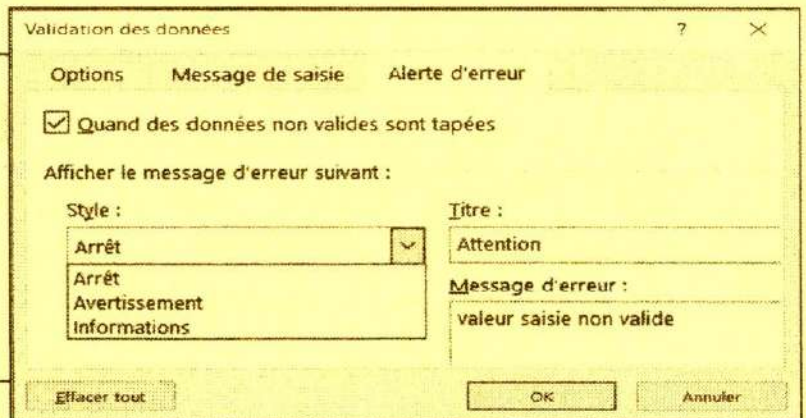 Validation des données ? ×
Options Message de saisie Alerte d'erreur
Quand des données non valides sont tapées
Afficher le message d'erreur suivant :
Style : Titre :
Arrêt Attention
Arrêt Message d'erreur :
Avertissement valeur saisie non valide
Informations
Effacer tout OK Annuler